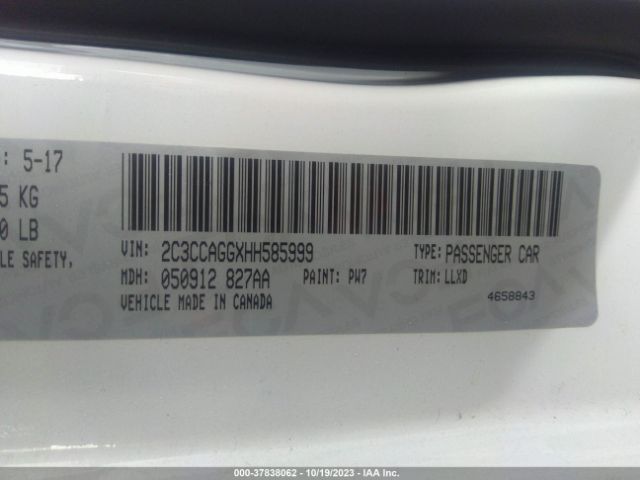 : 5-17
5 KG
0 LB
LE SAFETY,
VIN: 2C3CCAGGXHH585999 TYPE: PASSENGER CAR
MDH: 050912 827AA PAINT: PW7 TRIM: LLXD
VEHICLE MADE IN CANADA 4658843
000-37838062 - 10/19/2023 - IAA Inc.